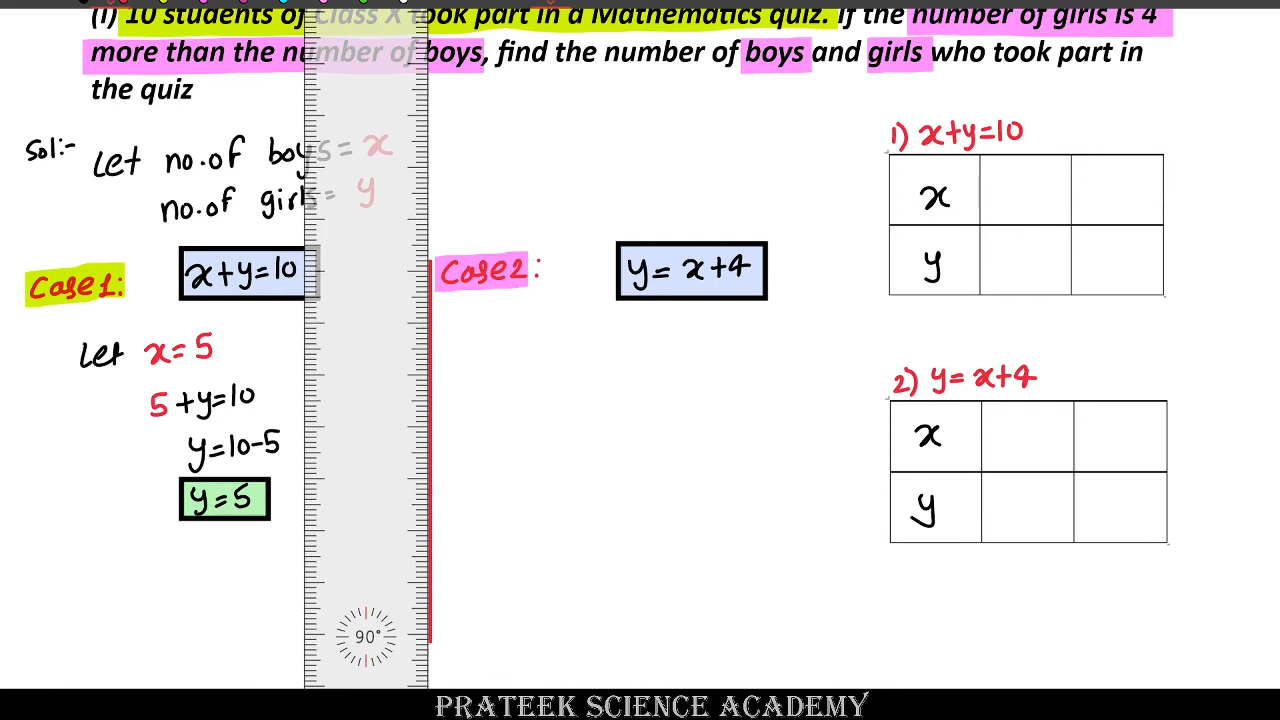 (i) 10 students of Class X took part in a Mathematics quiz. If the number of girls is 4
more than the number of boys, find the number of boys and girls who took part in
the quiz
Sol:- Let no.of boys = x
no.of girls = y
Case1: x+y=10
Let x=5
5+y=10
y=10-5
y=5
Case2: y= x+4
1) x+y=10
x
y
2) y= x+4
x
y
90°
PRATEEK SCIENCE ACADEMY